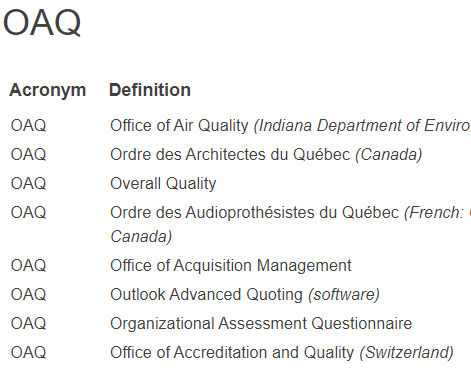 OAQ
Acronym Definition
OAQ Office of Air Quality (Indiana Department of Enviro
OAQ Ordre des Architectes du Québec (Canada)
OAQ Overall Quality
OAQ Ordre des Audioprothésistes du Québec (French:
Canada)
OAQ Office of Acquisition Management
OAQ Outlook Advanced Quoting (software)
OAQ Organizational Assessment Questionnaire
OAQ Office of Accreditation and Quality (Switzerland)